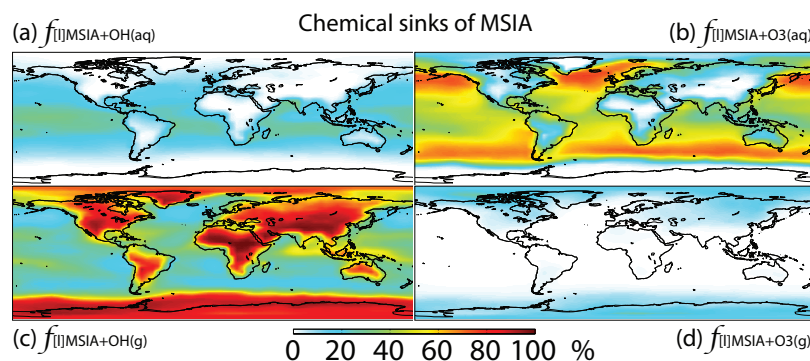 Chemical sinks of MSIA
(a) f[l]MSIA+OH(aq)
(b) f[l]MSIA+O3(aq)
(c) f[l]MSIA+OH(g)
0 20 40 60 80 100 %
(d) f[l]MSIA+O3(g)